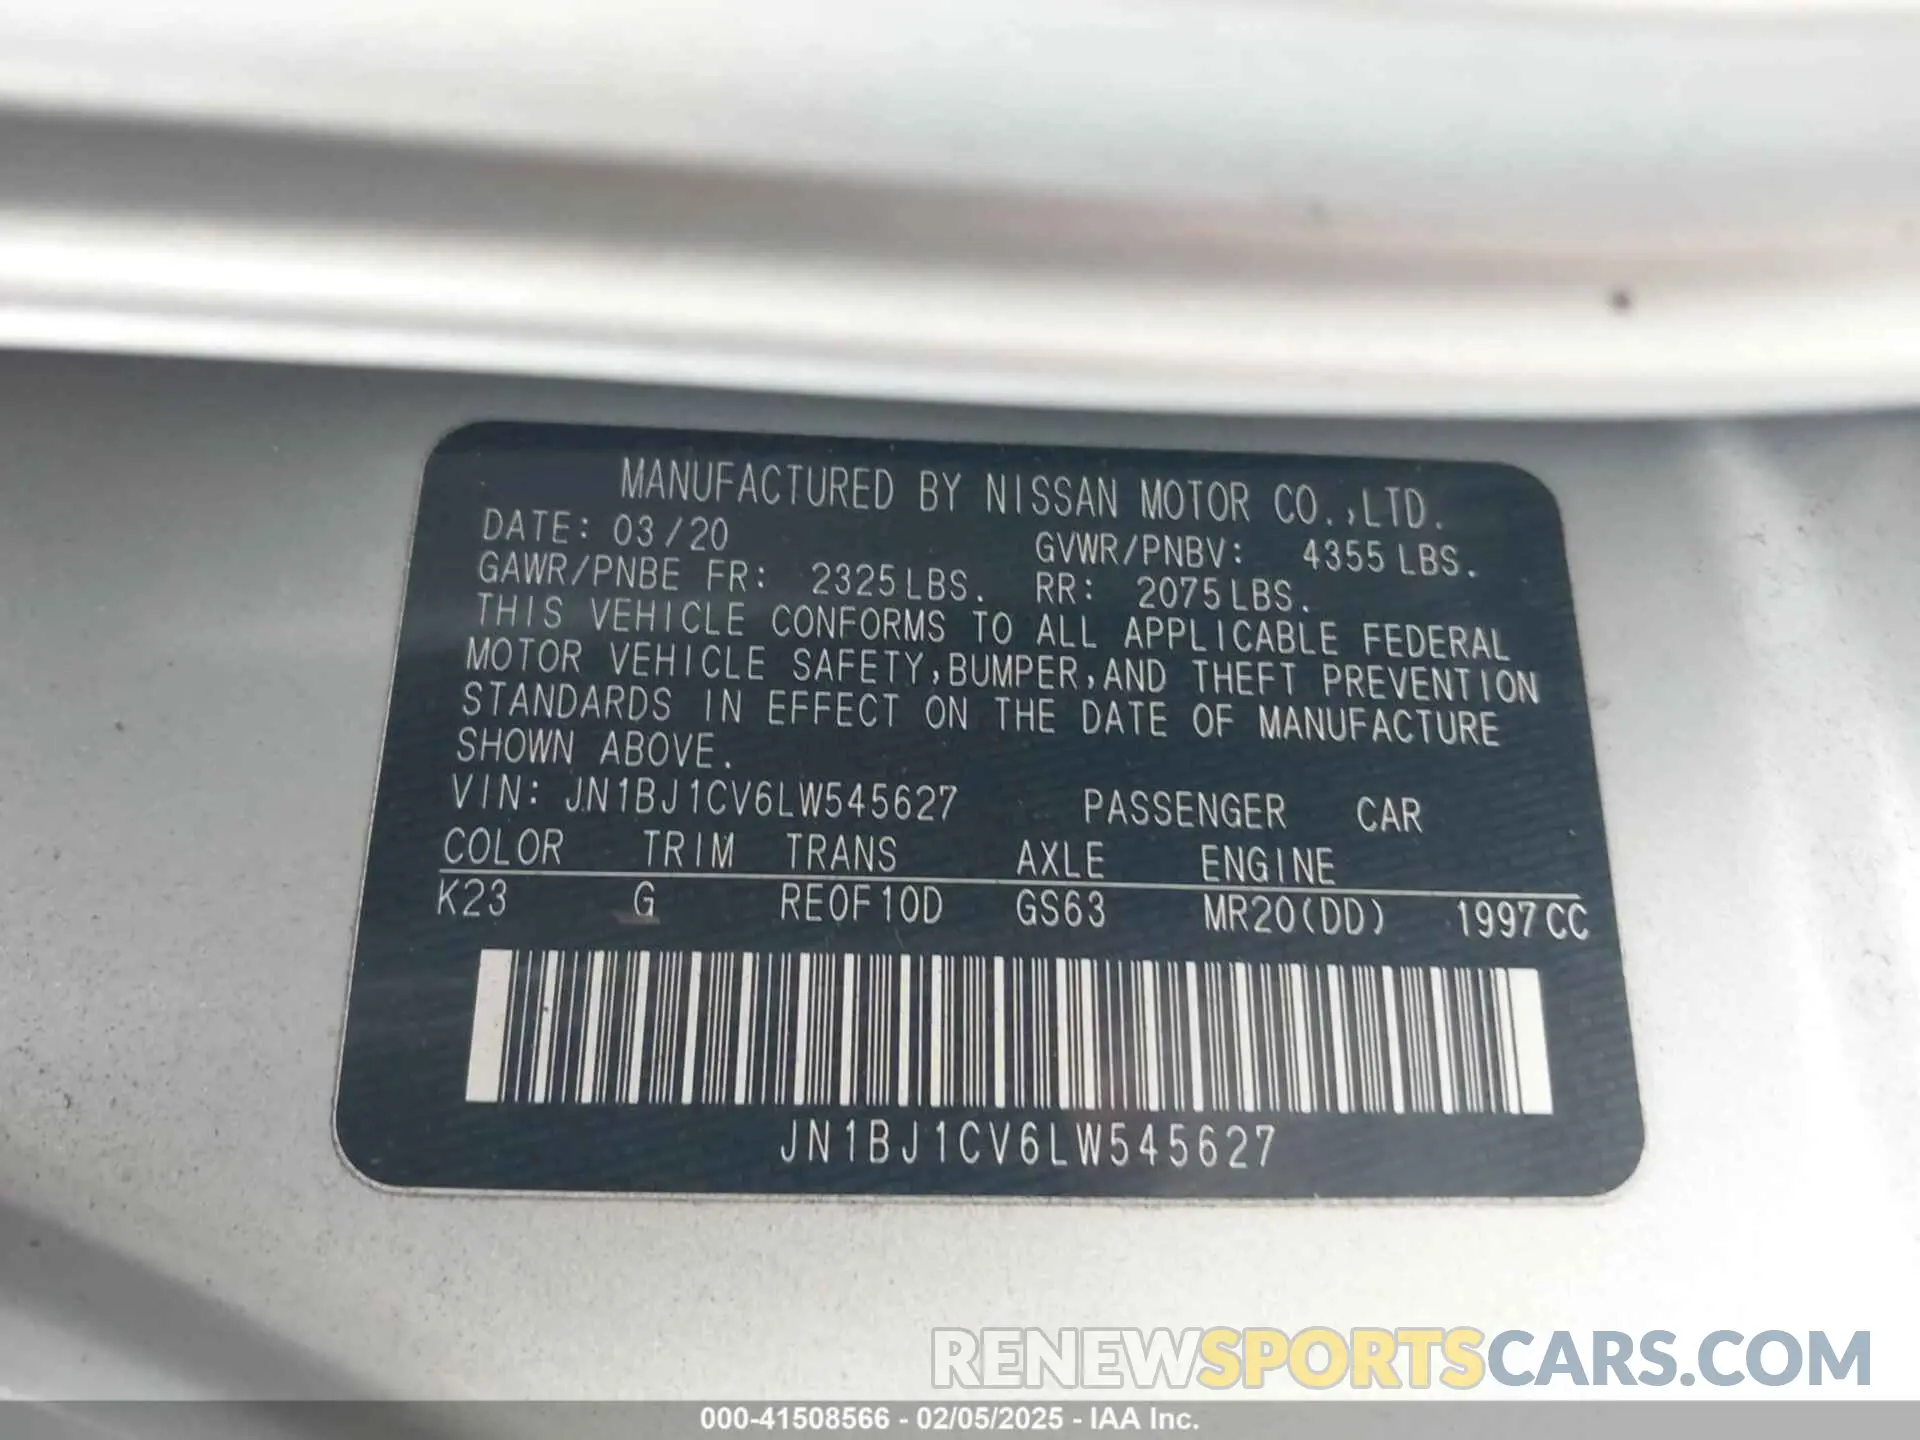 MANUFACTURED BY NISSAN MOTOR CO.,LTD.
DATE: 03/20 GVWR/PNBV: 4355 LBS.
GAWR/PNBE FR: 2325 LBS. RR: 2075 LBS.
THIS VEHICLE CONFORMS TO ALL APPLICABLE FEDERAL
MOTOR VEHICLE SAFETY,BUMPER,AND THEFT PREVENTION
STANDARDS IN EFFECT ON THE DATE OF MANUFACTURE
SHOWN ABOVE.
VIN: JN1BJ1CV6LW545627 PASSENGER CAR
COLOR TRIM TRANS AXLE ENGINE
K23 G RE0F10D GS63 MR20(DD) 1997 CC
JN1BJ1CV6LW545627
RENEWSPORTSCARS.COM
000-41508566 - 02/05/2025 - IAA Inc.